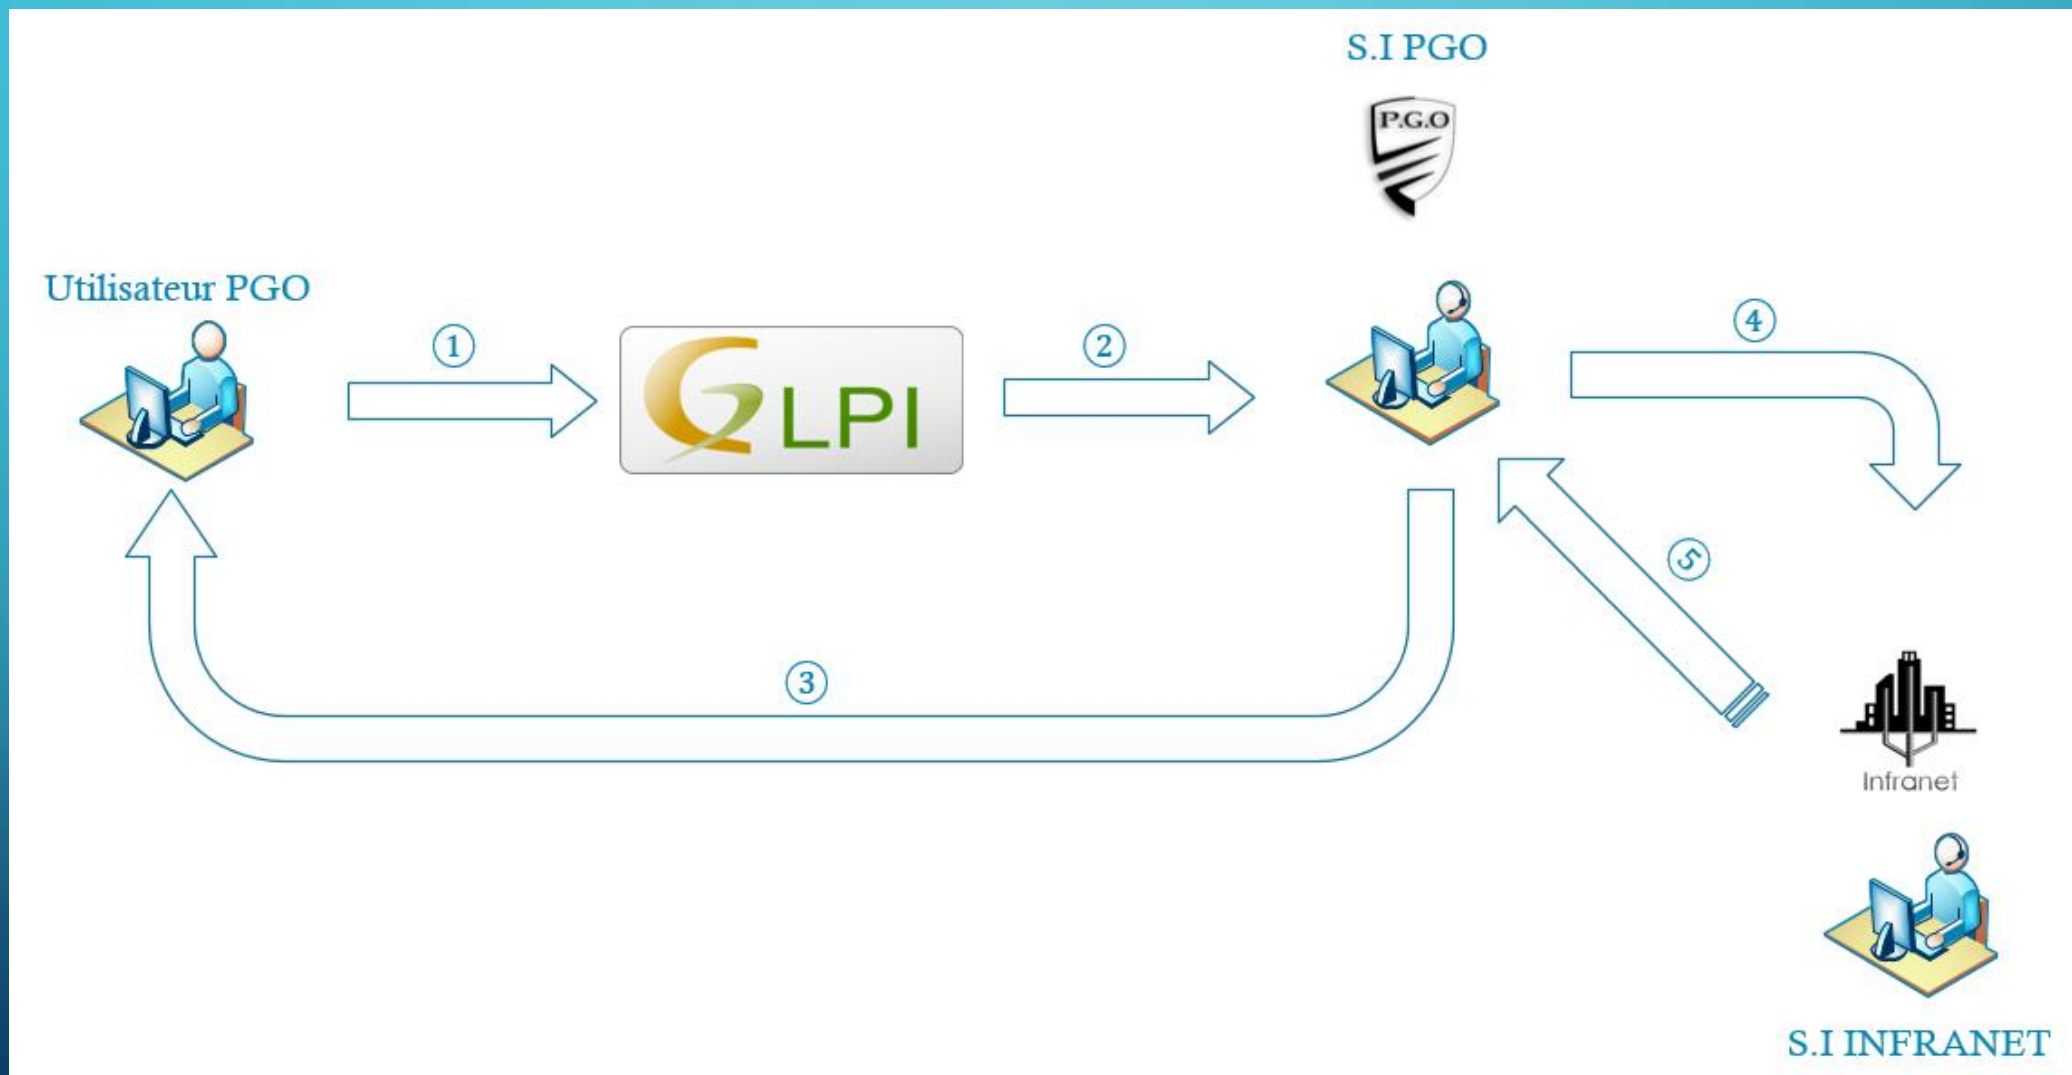 S.I PGO
P.G.O
Utilisateur PGO
1
GLPI
2
4
5
3
Infranet
S.I INFRANET